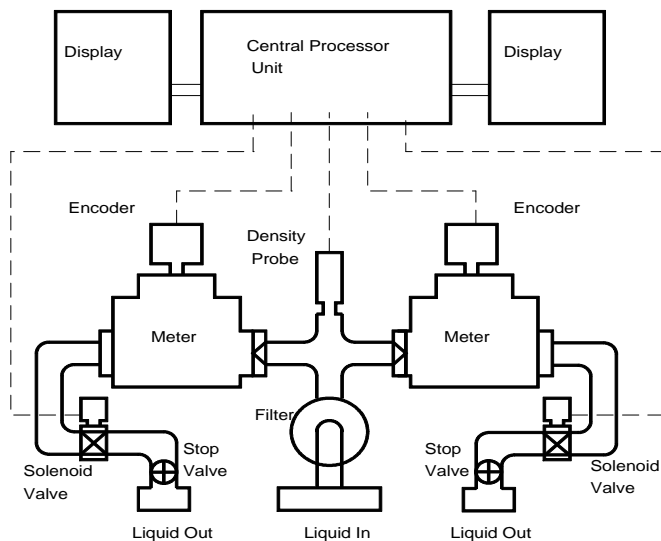 Display
Central Processor
Unit
Display
Encoder
Encoder
Density
Probe
Meter
Meter
Filter
Stop
Valve
Stop
Valve
Solenoid
Valve
Solenoid
Valve
Liquid Out
Liquid In
Liquid Out